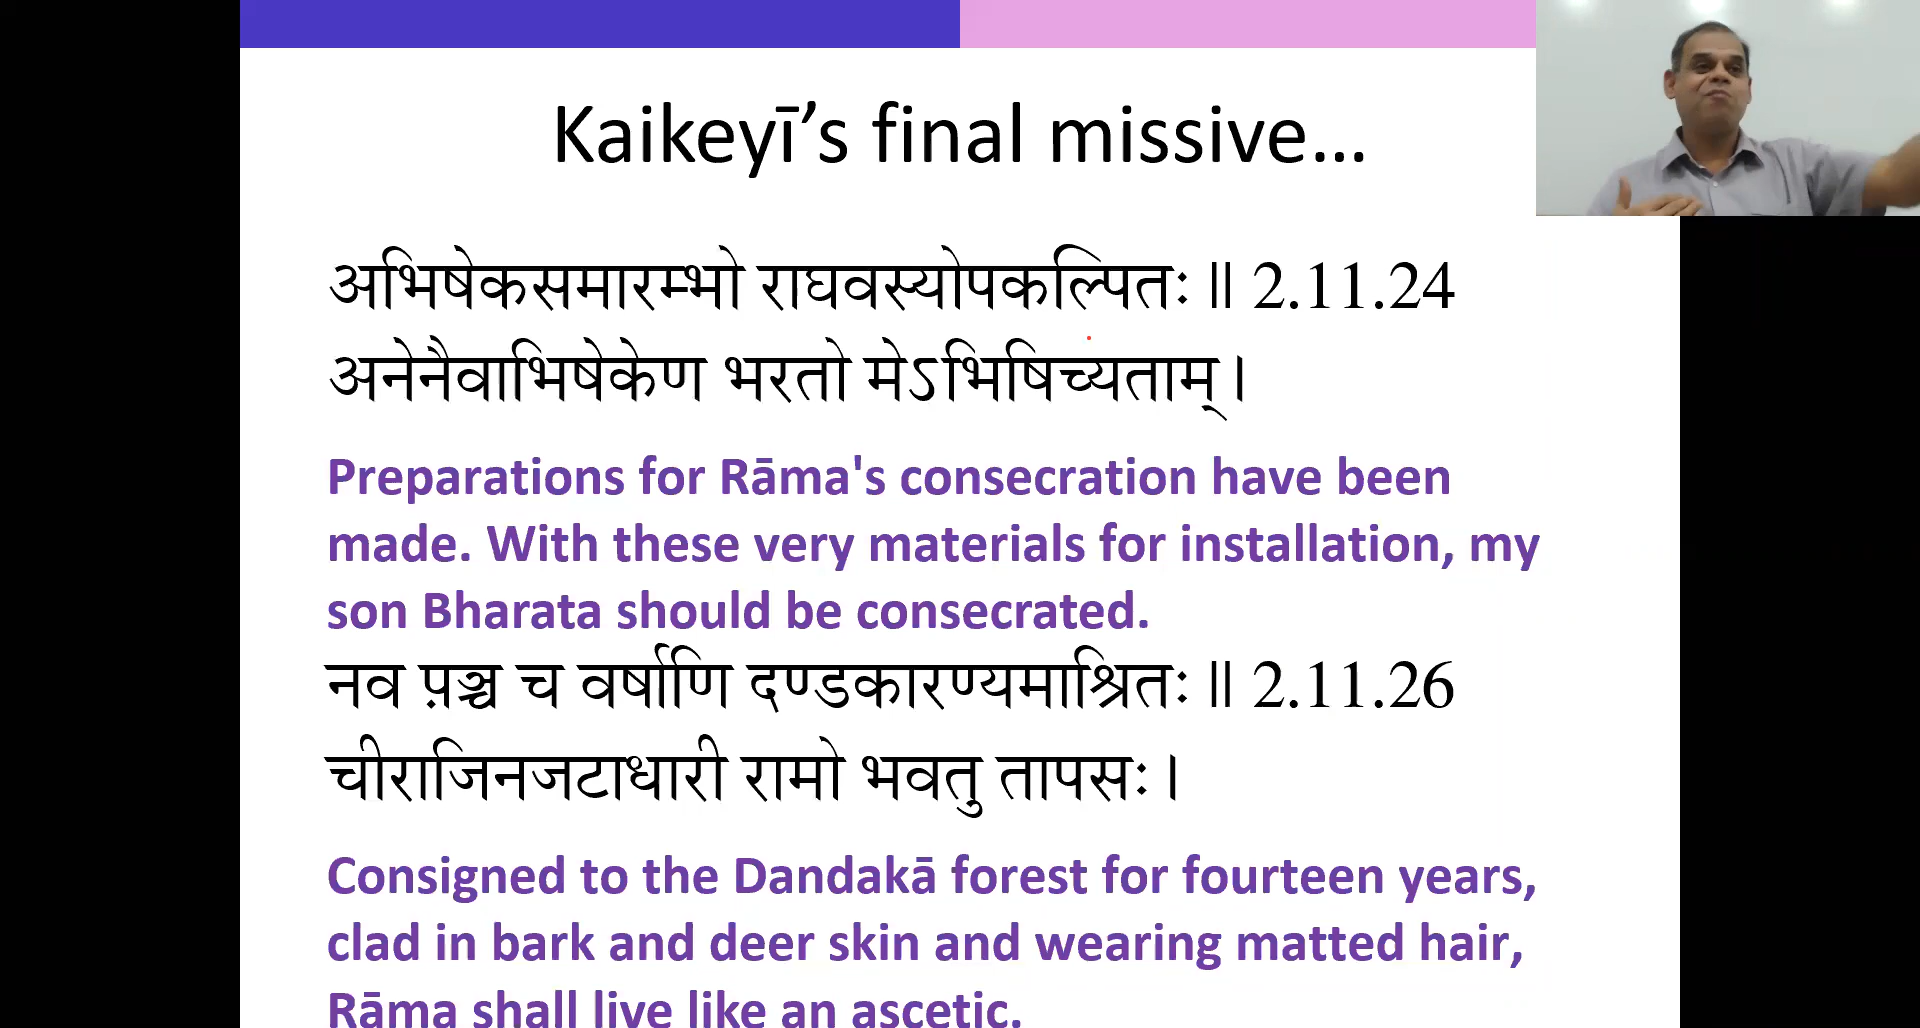 Kaikeyī’s final missive...
अभिषेकसमारम्भो राघवस्योपकल्पितः ॥ 2.11.24
अनेनैवाभिषेकेण भरतो मेऽभिषिच्यताम् ।
Preparations for Rāma's consecration have been
made. With these very materials for installation, my
son Bharata should be consecrated.
नव पञ्च च वर्षाणि दण्डकारण्यमाश्रितः ॥ 2.11.26
चीराजिनजटाधारी रामो भवतु तापसः ।
Consigned to the Dandakā forest for fourteen years,
clad in bark and deer skin and wearing matted hair,
Rāma shall live like an ascetic.